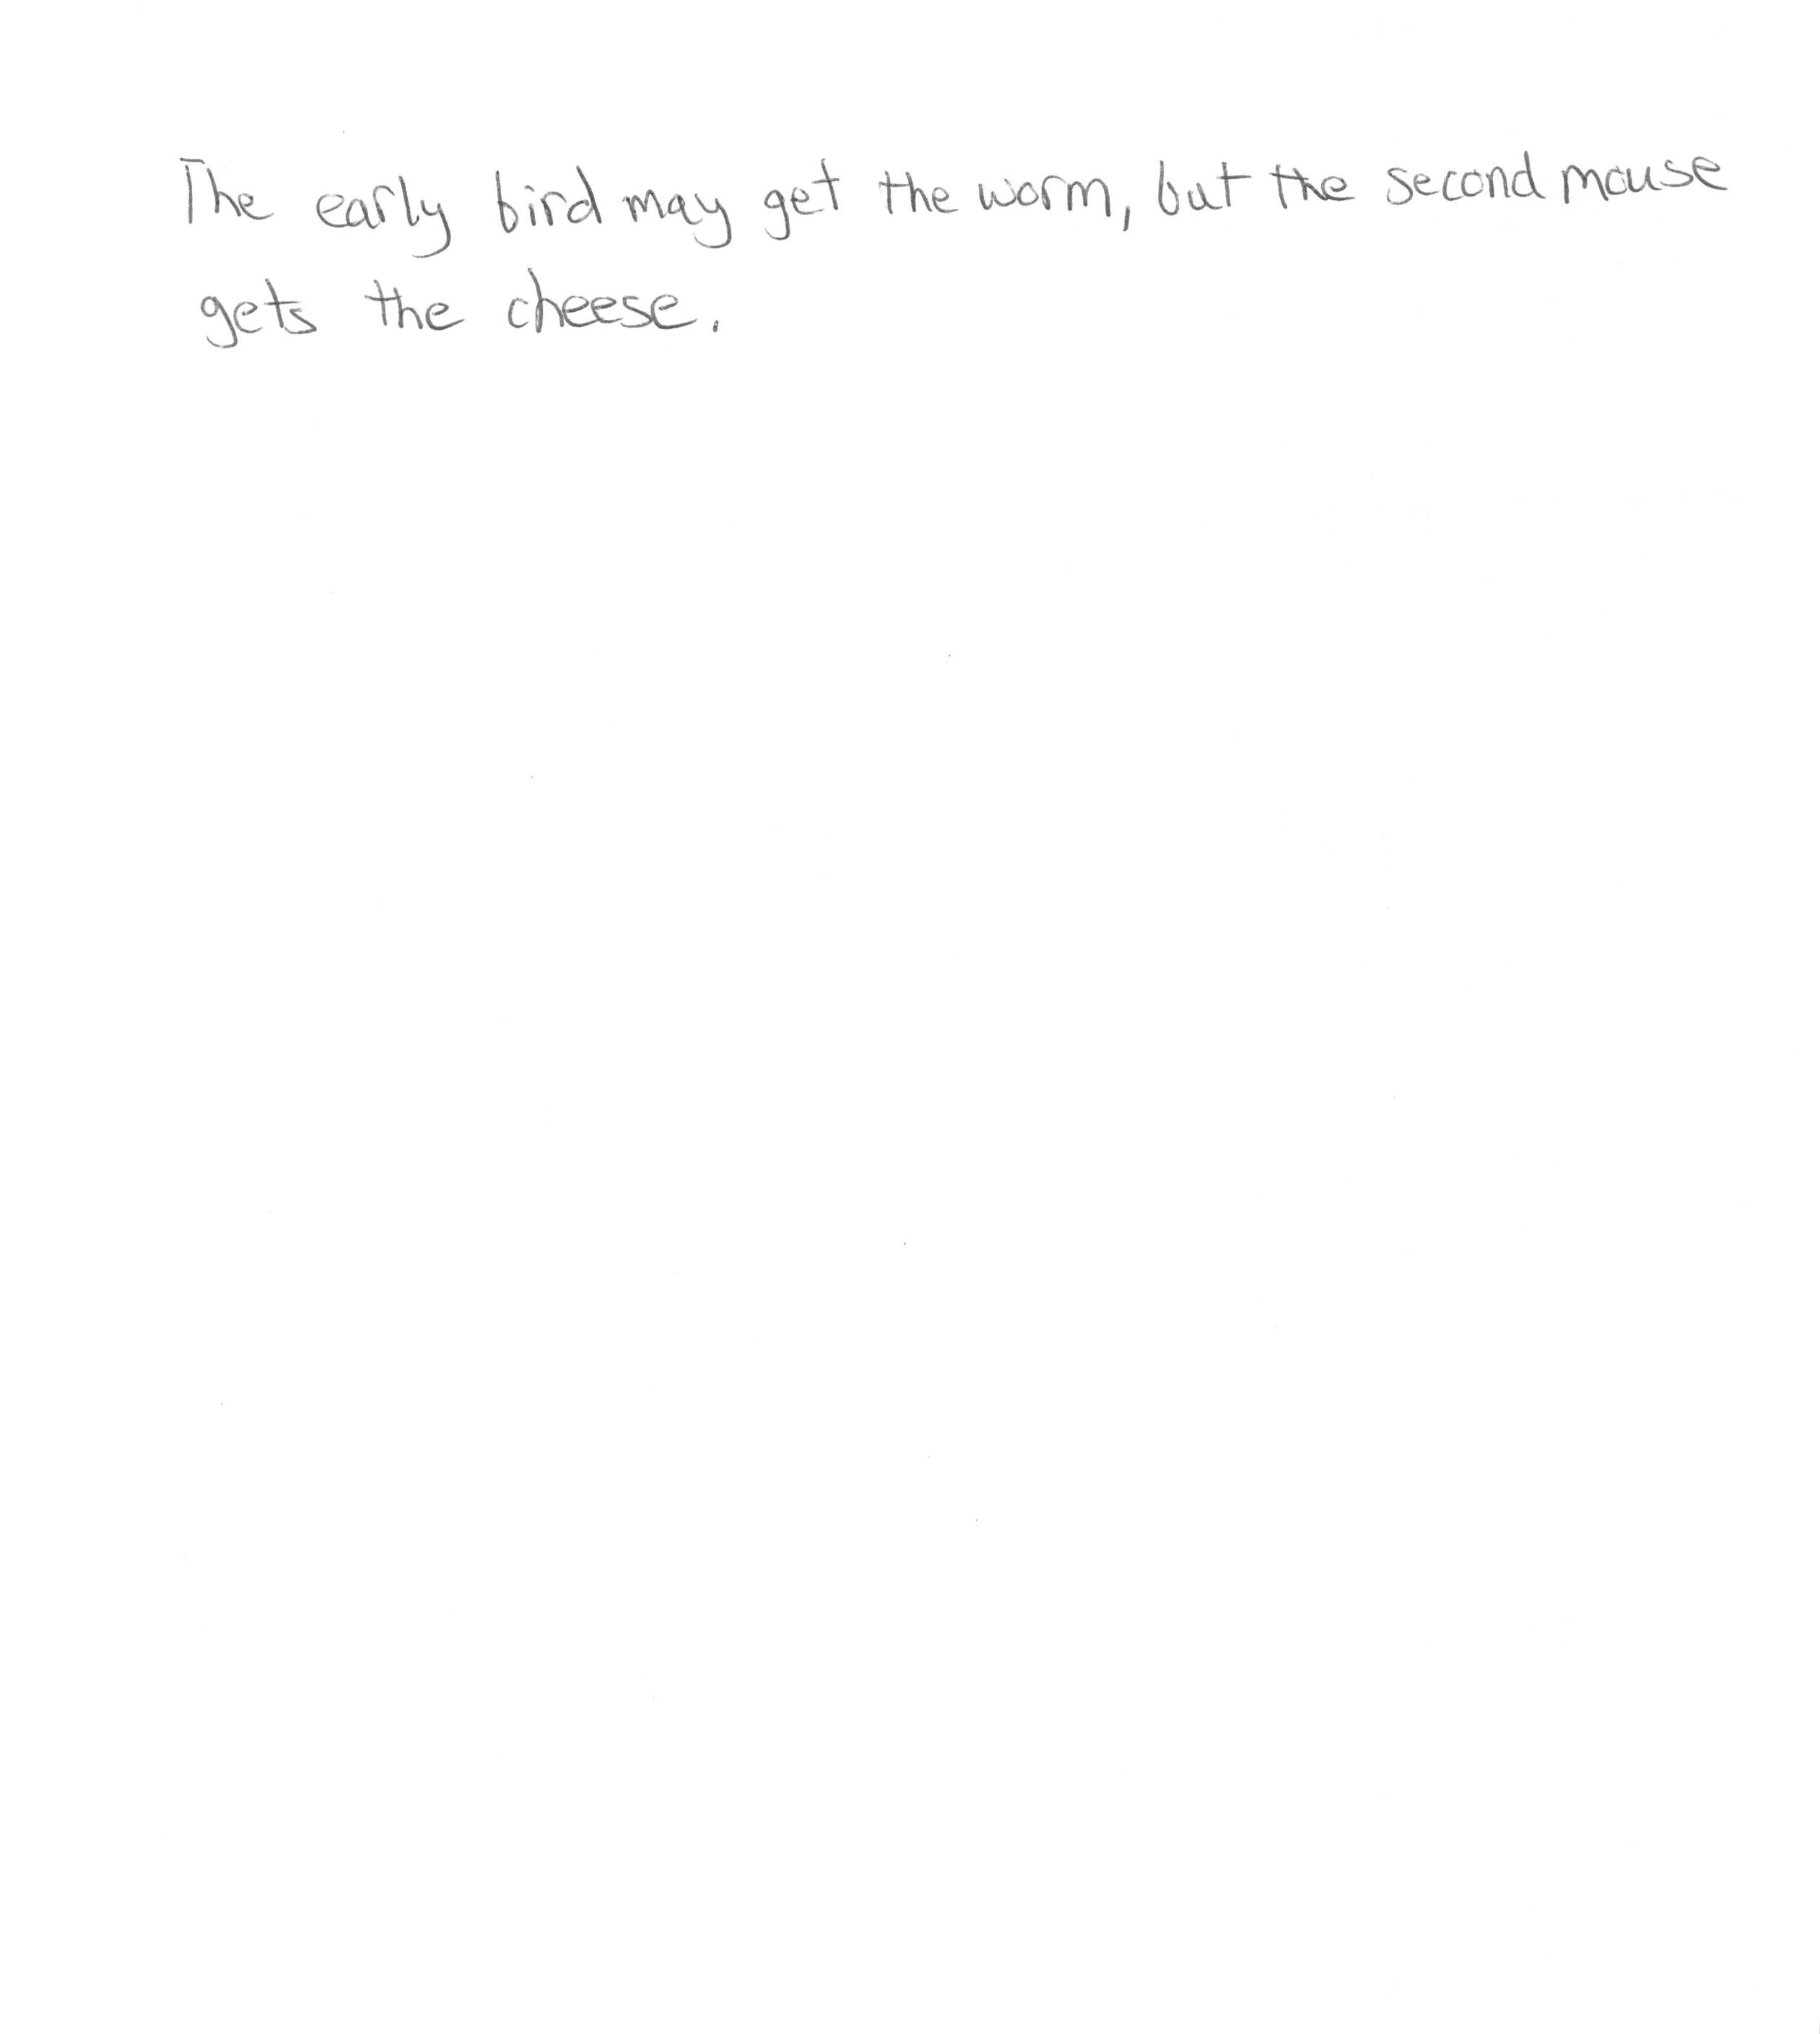 The early bird may get the worm, but the second mouse
gets the cheese.